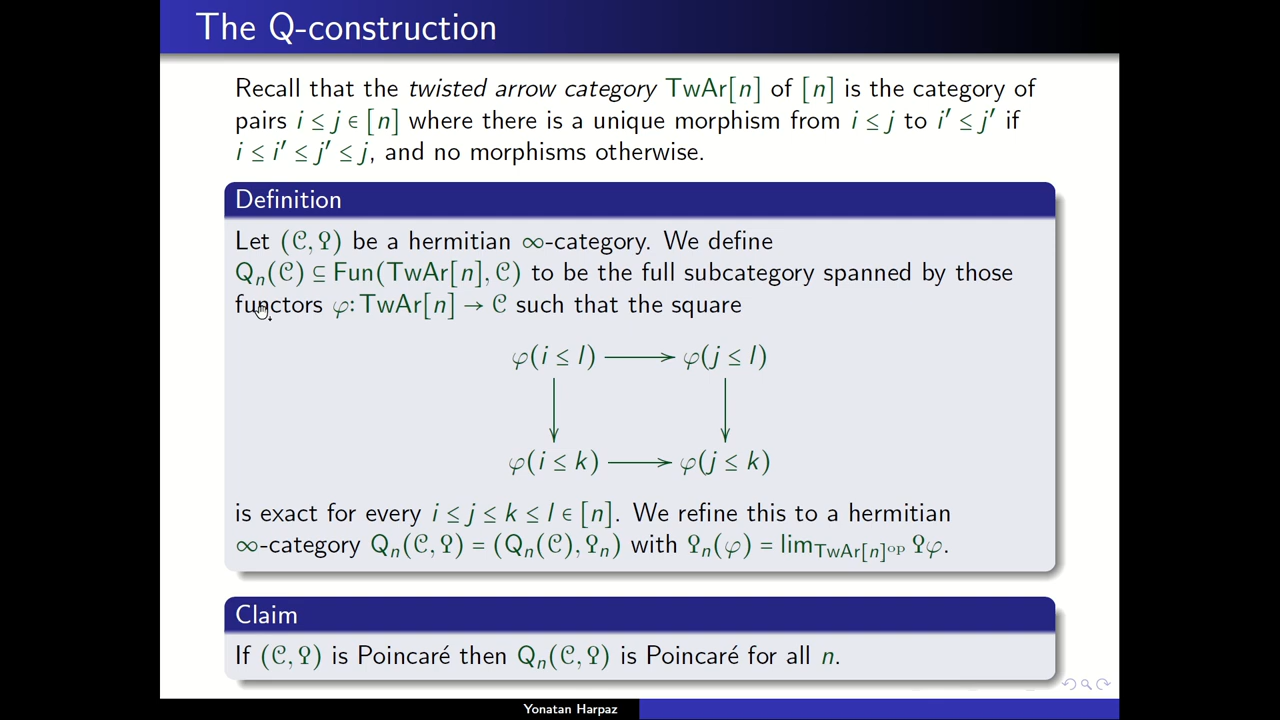 The Q-construction
Recall that the twisted arrow category TwAr[n] of [n] is the category of
pairs i ≤ j ∈ [n] where there is a unique morphism from i ≤ j to i′ ≤ j′ if
i ≤ i′ ≤ j′ ≤ j, and no morphisms otherwise.
Definition
Let (𝒞, Ϙ) be a hermitian ∞-category. We define
Qₙ(𝒞) ⊆ Fun(TwAr[n], 𝒞) to be the full subcategory spanned by those
functors φ: TwAr[n] → 𝒞 such that the square
φ(i ≤ l) ⟶ φ(j ≤ l)
φ(i ≤ k) ⟶ φ(j ≤ k)
is exact for every i ≤ j ≤ k ≤ l ∈ [n]. We refine this to a hermitian
∞-category Qₙ(𝒞, Ϙ) = (Qₙ(𝒞), Ϙₙ) with Ϙₙ(φ) = lim_{TwAr[n]^op} Ϙφ.
Claim
If (𝒞, Ϙ) is Poincaré then Qₙ(𝒞, Ϙ) is Poincaré for all n.
Yonatan Harpaz